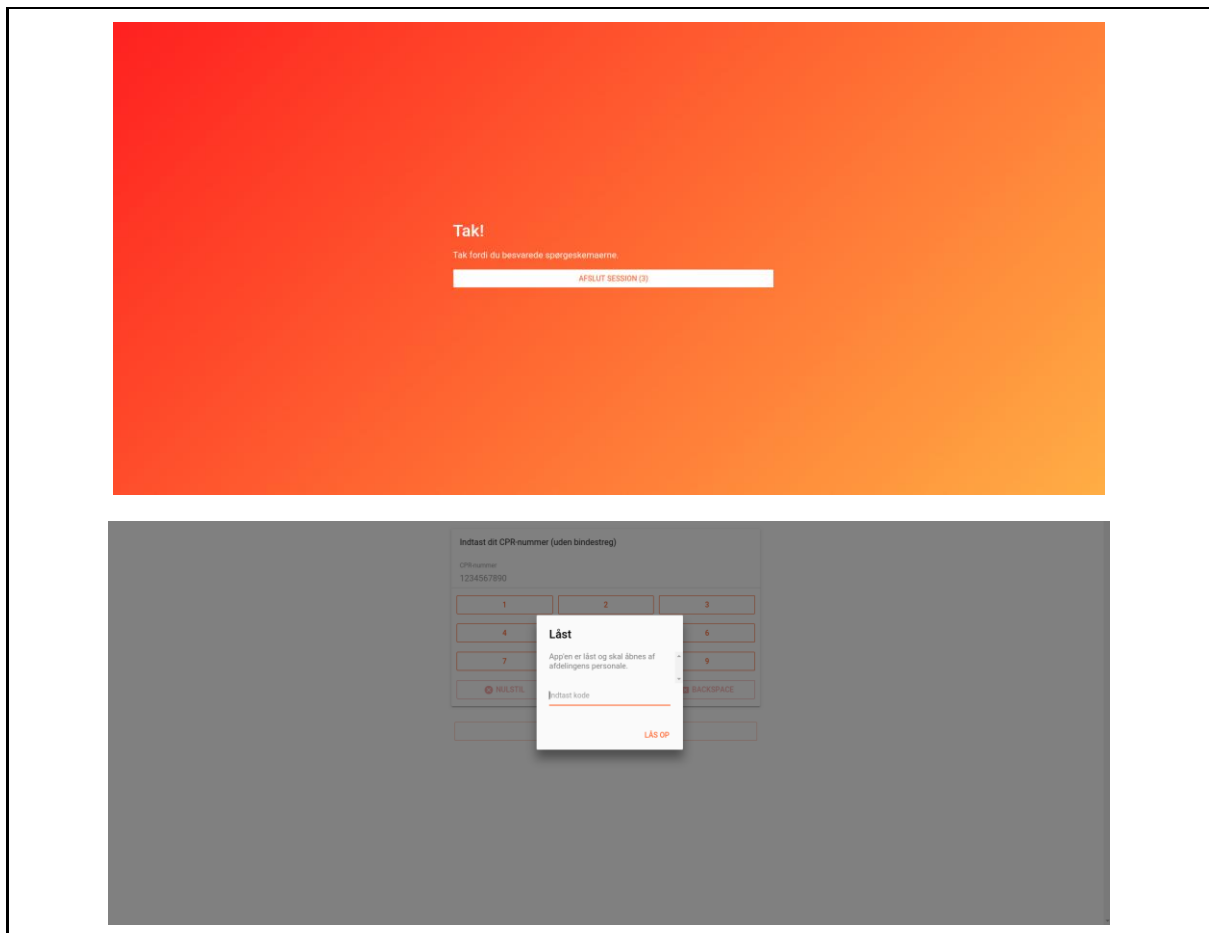 Tak!
Tak fordi du besvarede spørgeskemaerne.
AFSLUT SESSION (3)
Indtast dit CPR-nummer (uden bindestreg)
CPR-nummer
1234567890
1 2 3
4 6
7 9
NULSTIL BACKSPACE
Låst
App'en er låst og skal åbnes af
afdelingens personale.
Indtast kode
LÅS OP